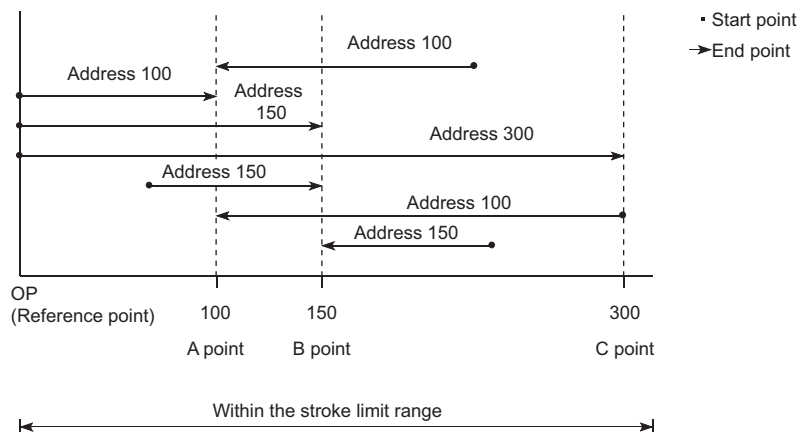 Start point
End point
Address 100
Address 100
Address
150
Address 300
Address 150
Address 100
Address 150
OP
(Reference point)
100
150
300
A point
B point
C point
Within the stroke limit range